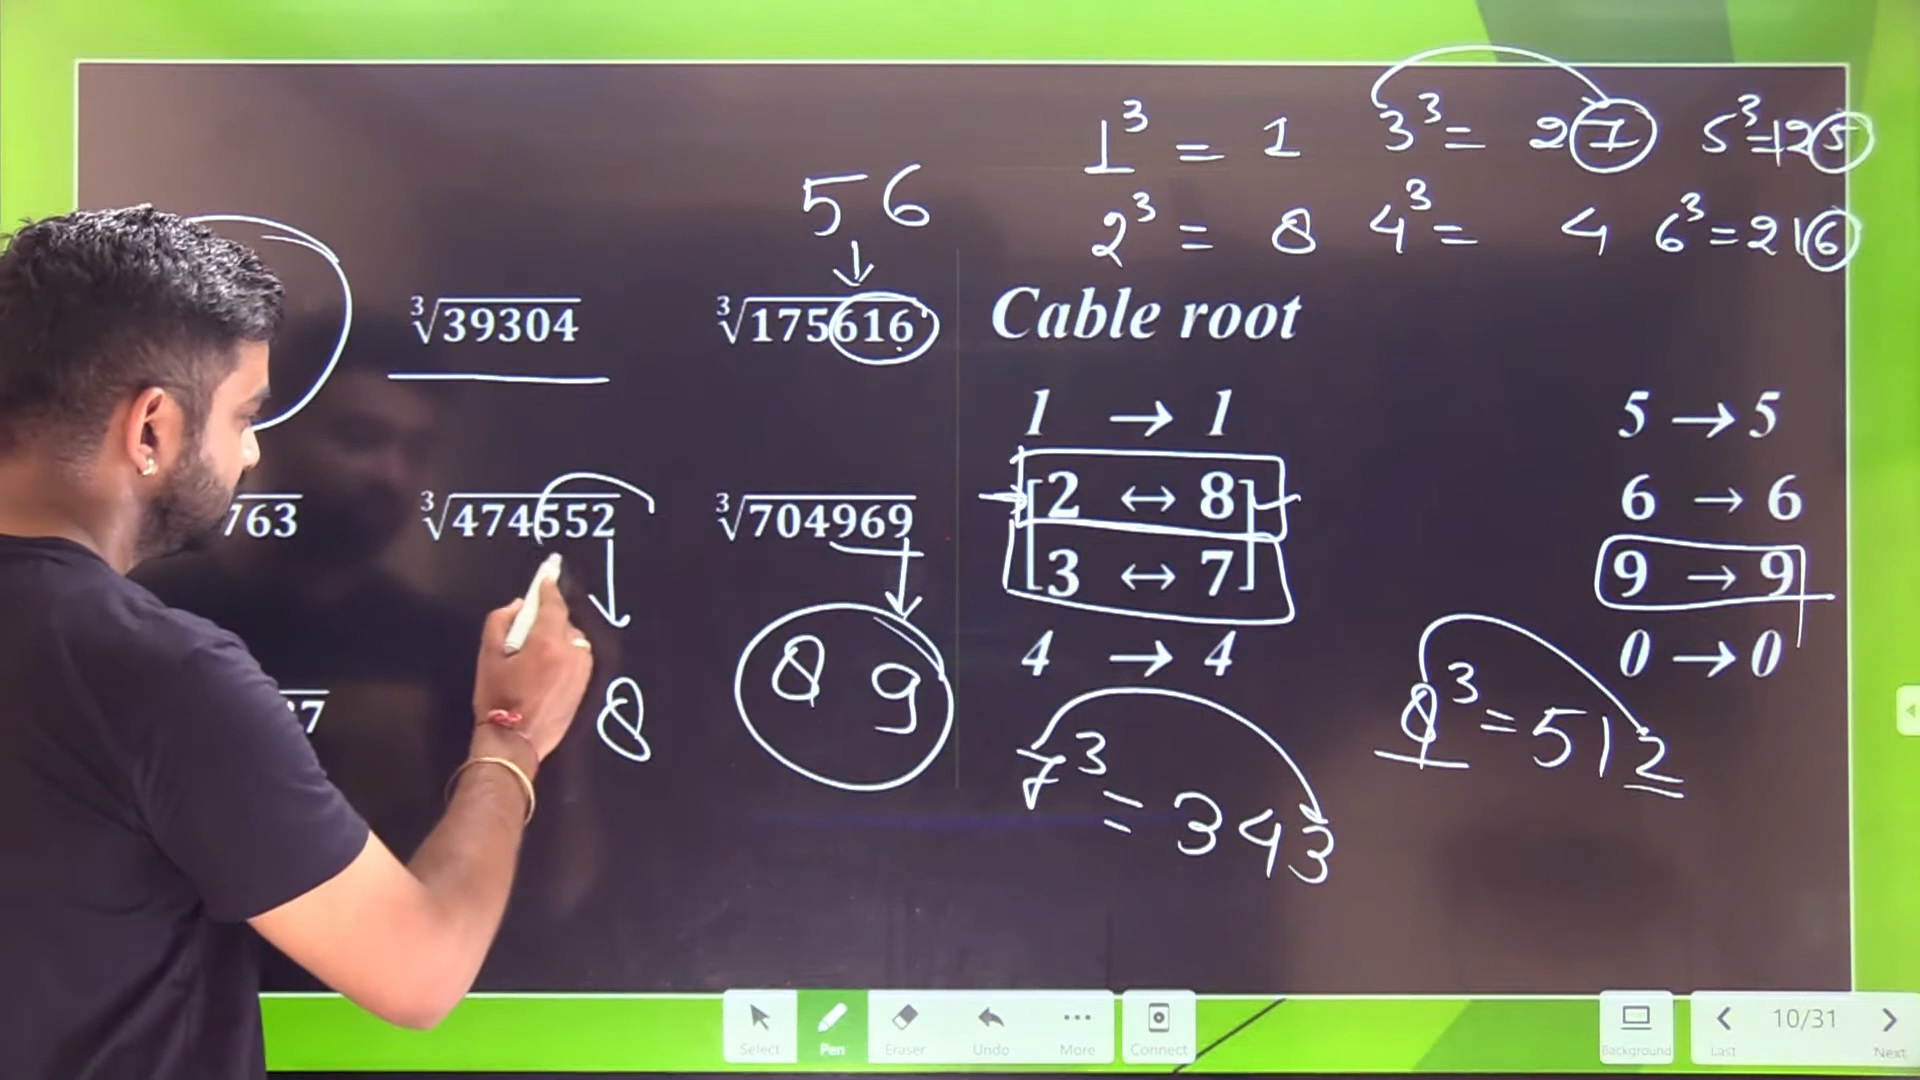 1³ = 1 3³ = 27 5³=125
2³ = 8 4³ = 4 6³=216
56
∛39304 ∛175616
Cable root
1 → 1 5 → 5
763 ∛474552 ∛704969
[2 ↔ 8] 6 → 6
[3 ↔ 7] 9 → 9
4 → 4 0 → 0
8 89
7³ = 343 8³ = 512
Select
Pen
Eraser
Undo
More
Connect
Background
Last
10/31
Next